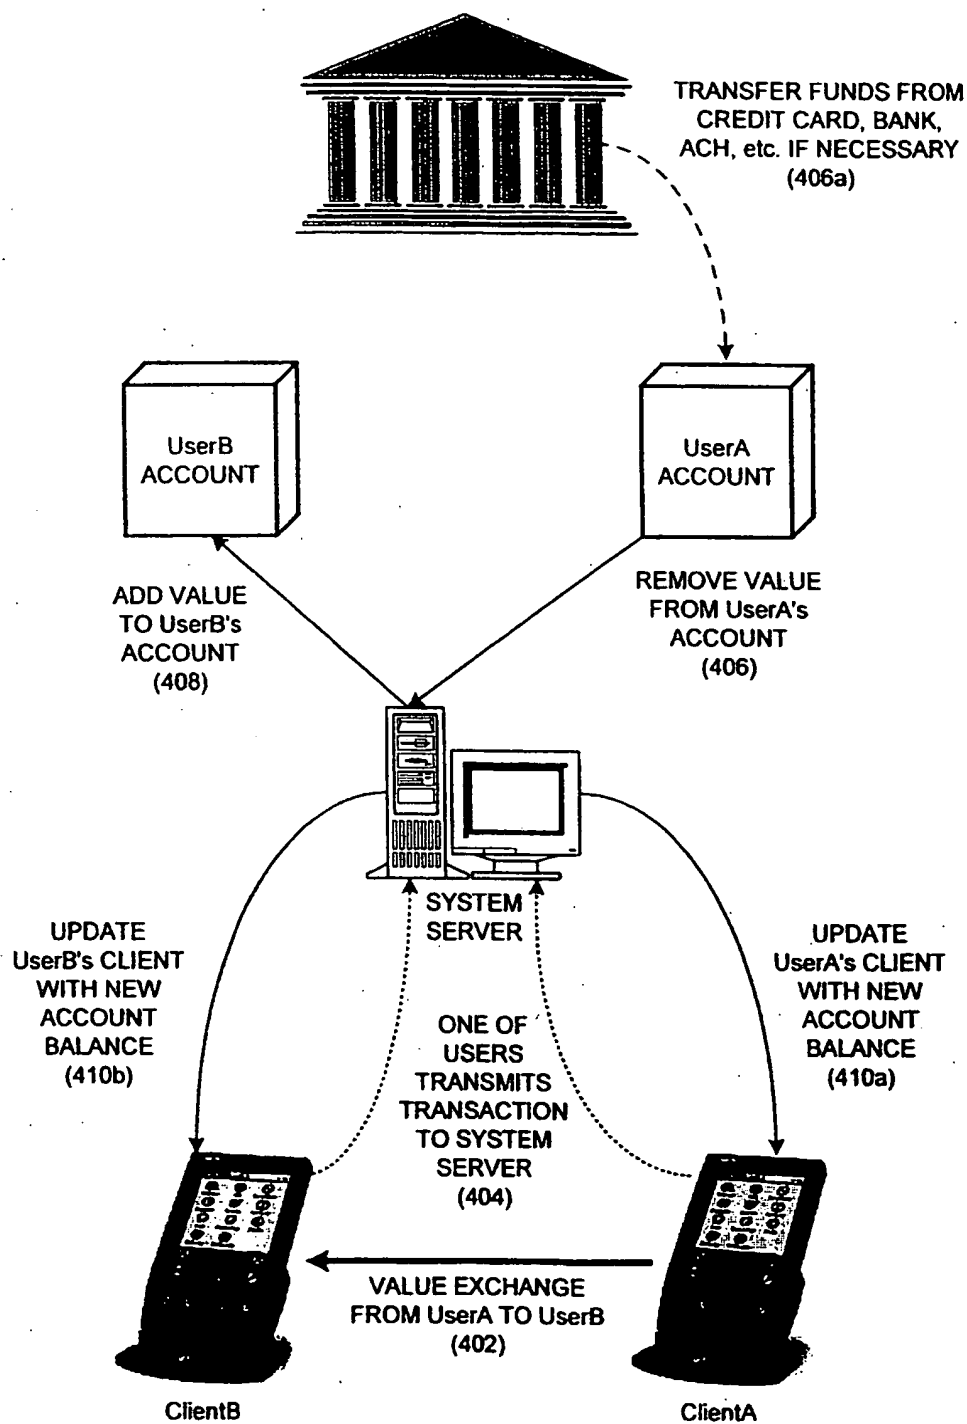 TRANSFER FUNDS FROM
CREDIT CARD, BANK,
ACH, etc. IF NECESSARY
(406a)
UserB
ACCOUNT
UserA
ACCOUNT
ADD VALUE
TO UserB's
ACCOUNT
(408)
REMOVE VALUE
FROM UserA's
ACCOUNT
(406)
SYSTEM
SERVER
UPDATE
UserB's CLIENT
WITH NEW
ACCOUNT
BALANCE
(410b)
ONE OF
USERS
TRANSMITS
TRANSACTION
TO SYSTEM
SERVER
(404)
UPDATE
UserA's CLIENT
WITH NEW
ACCOUNT
BALANCE
(410a)
VALUE EXCHANGE
FROM UserA TO UserB
(402)
ClientB
ClientA